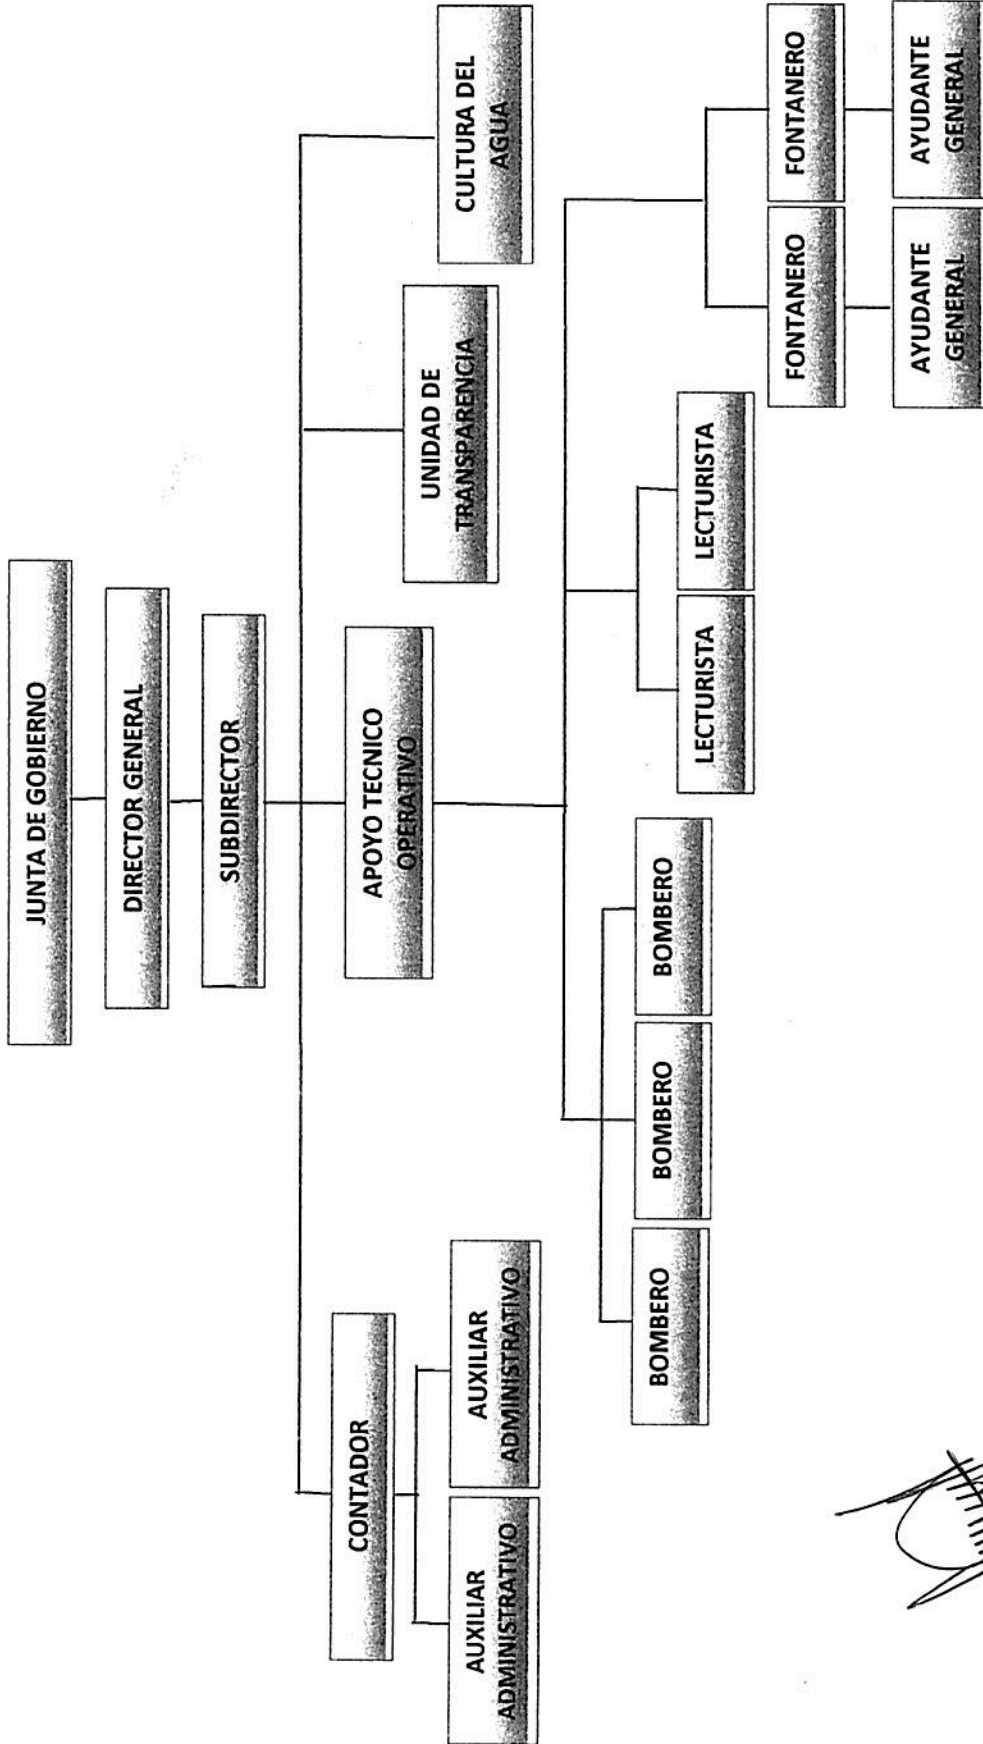 JUNTA DE GOBIERNO
DIRECTOR GENERAL
SUBDIRECTOR
CONTADOR
APOYO TECNICO
OPERATIVO
UNIDAD DE
TRANSPARENCIA
CULTURA DEL
AGUA
AUXILIAR
ADMINISTRATIVO
AUXILIAR
ADMINISTRATIVO
BOMBERO
BOMBERO
BOMBERO
LECTURISTA
LECTURISTA
FONTANERO
FONTANERO
AYUDANTE
GENERAL
AYUDANTE
GENERAL